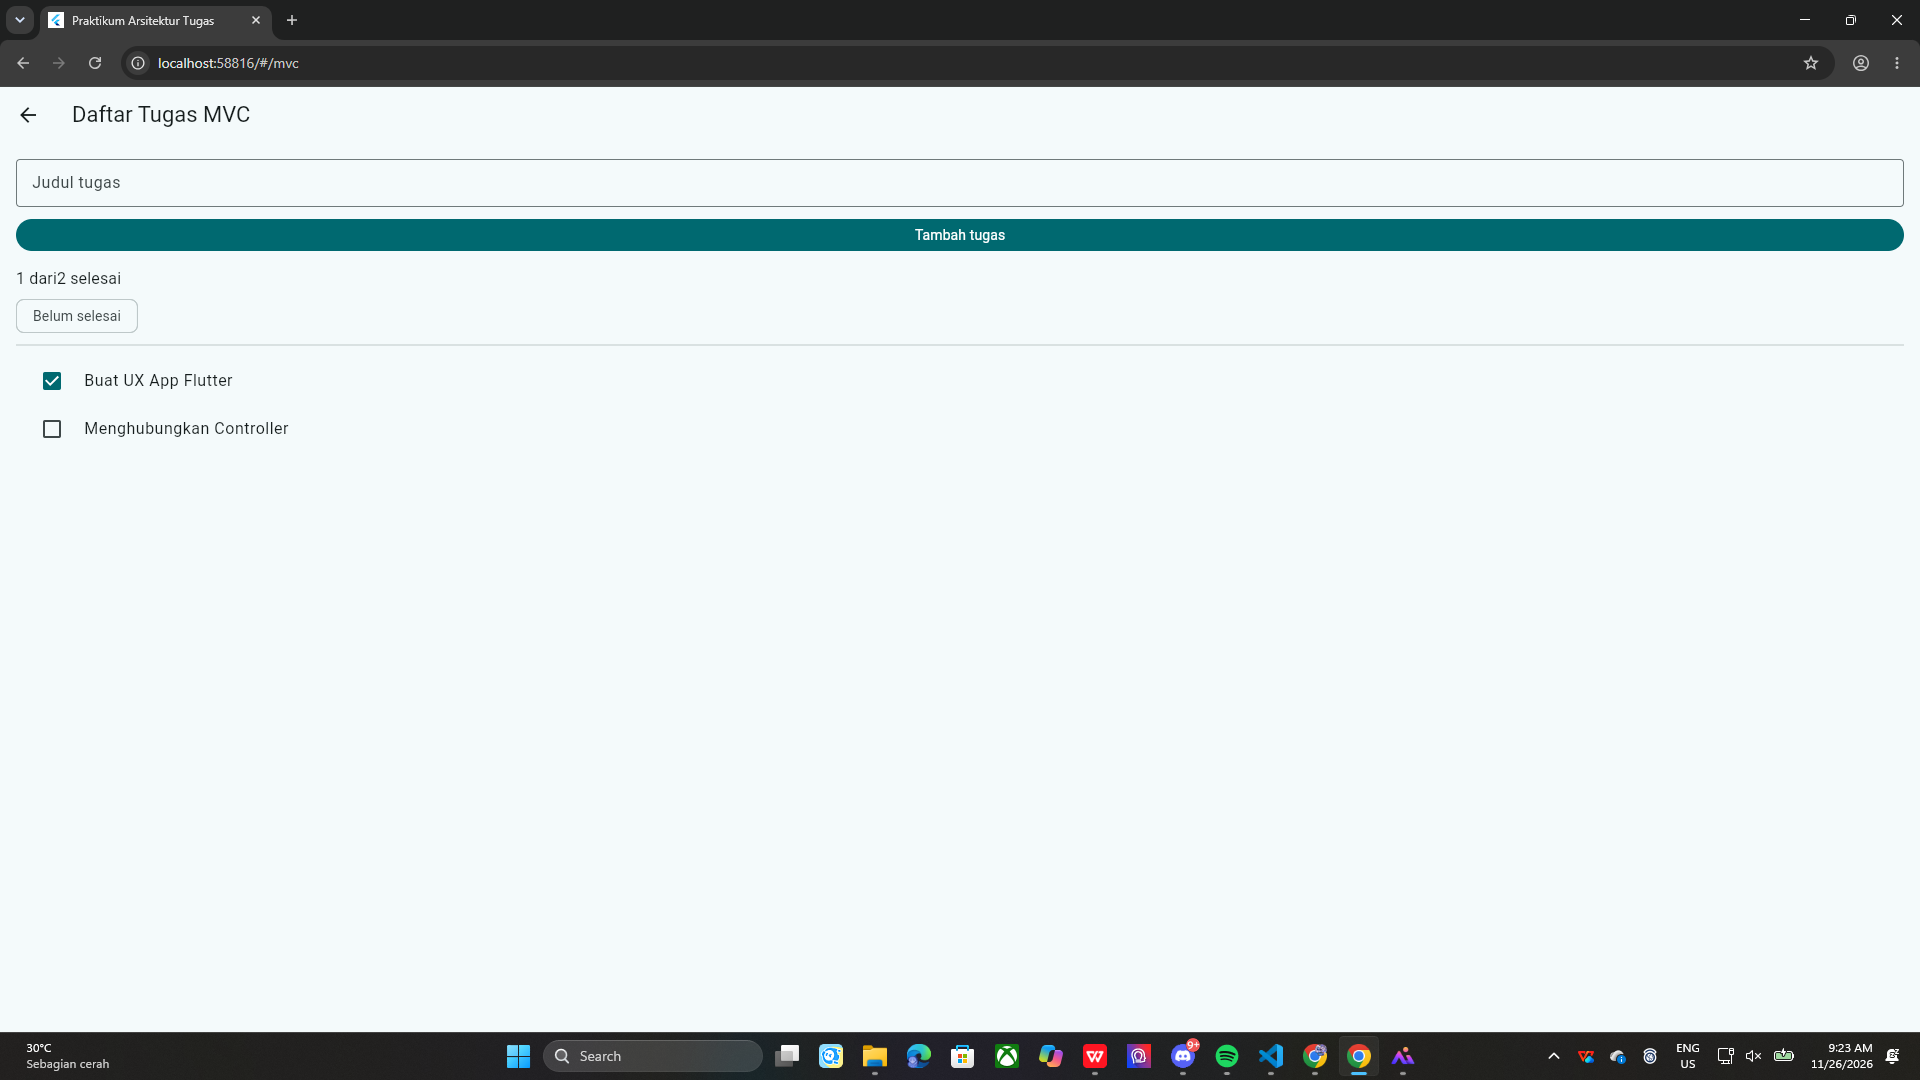 Praktikum Arsitektur Tugas
localhost:58816/#/mvc
Daftar Tugas MVC
Judul tugas
Tambah tugas
1 dari2 selesai
Belum selesai
Buat UX App Flutter
Menghubungkan Controller
30°C
Sebagian cerah
Search
9+
ENG
US
9:23 AM
11/26/2026